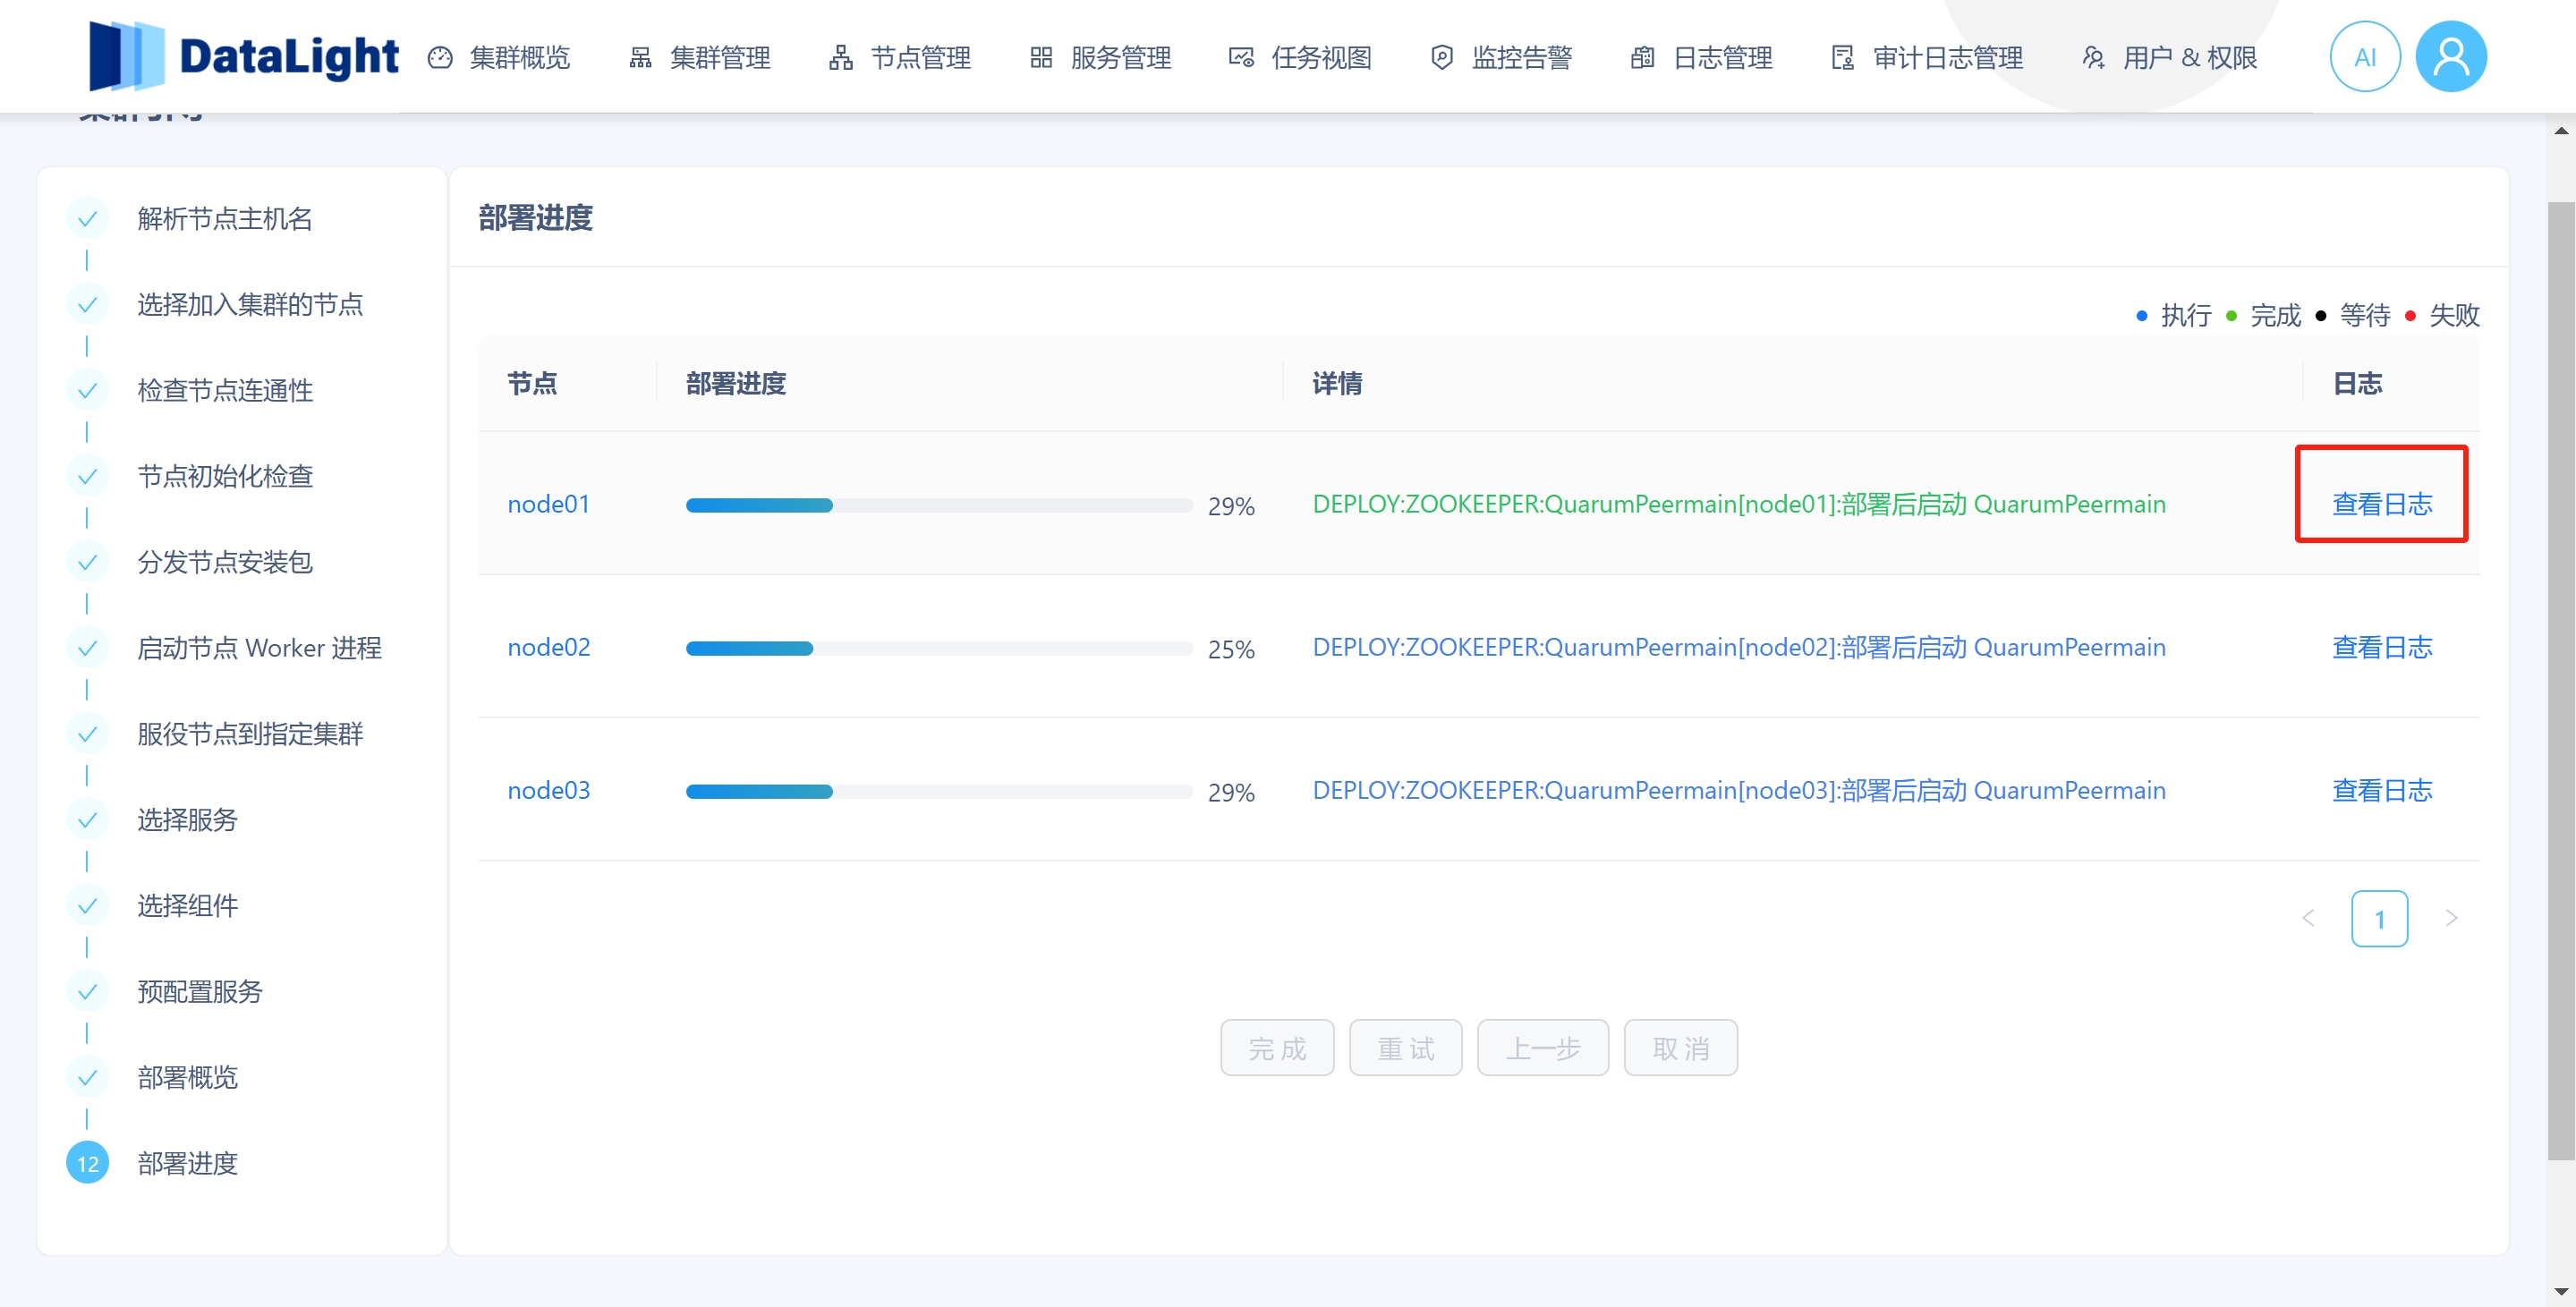 DataLight
集群概览
集群管理
节点管理
服务管理
任务视图
监控告警
日志管理
审计日志管理
用户 & 权限
AI
解析节点主机名
选择加入集群的节点
检查节点连通性
节点初始化检查
分发节点安装包
启动节点 Worker 进程
服役节点到指定集群
选择服务
选择组件
预配置服务
部署概览
12 部署进度
部署进度
执行 完成 等待 失败
节点 部署进度 详情 日志
node01 29% DEPLOY:ZOOKEEPER:QuarumPeermain[node01]:部署后启动 QuarumPeermain 查看日志
node02 25% DEPLOY:ZOOKEEPER:QuarumPeermain[node02]:部署后启动 QuarumPeermain 查看日志
node03 29% DEPLOY:ZOOKEEPER:QuarumPeermain[node03]:部署后启动 QuarumPeermain 查看日志
< 1 >
完成 重试 上一步 取消